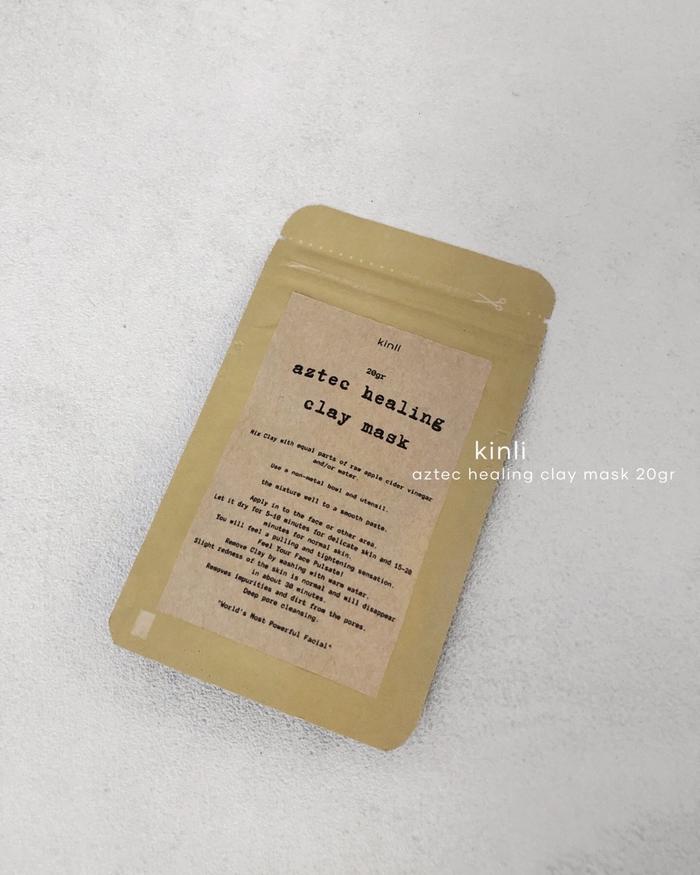 kinli
20gr
aztec healing
clay mask
Mix Clay with equal parts of raw apple cider vinegar
and/or water.
Use a non-metal bowl and utensil.
the mixture well to a smooth paste.
Apply in to the face or other area.
Let it dry for 5-10 minutes for delicate skin and 15-20
minutes for normal skin.
You will feel a pulling and tightening sensation.
Feel Your Face Pulsate!
Remove Clay by washing with warm water.
Slight redness of the skin is normal and will disappear
in about 30 minutes.
Removes impurities and dirt from the pores.
Deep pore cleansing.
"World's Most Powerful Facial"
kinli
aztec healing clay mask 20gr